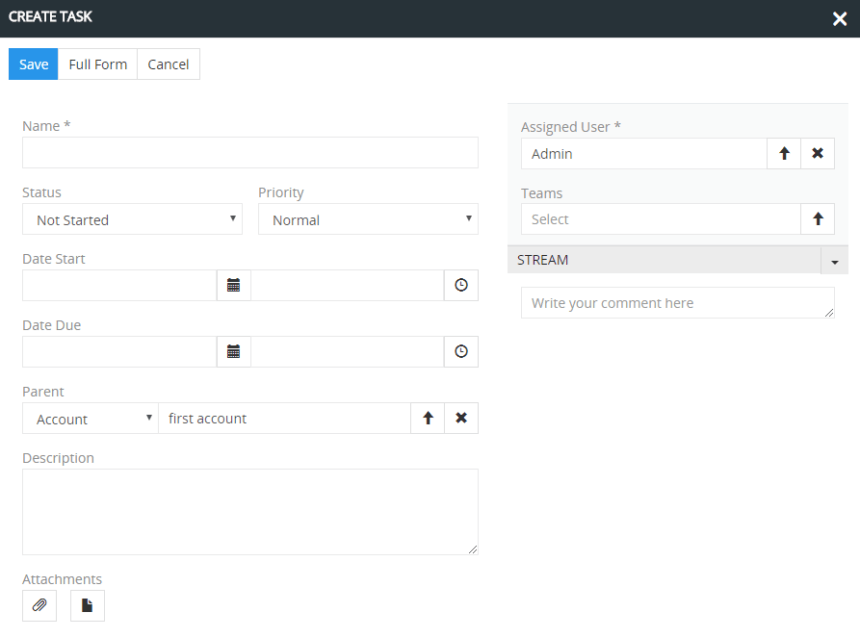 CREATE TASK
Save Full Form Cancel
Name *
Status Priority
Not Started Normal
Date Start
Date Due
Parent
Account first account
Description
Attachments
Assigned User *
Admin
Teams
Select
STREAM
Write your comment here